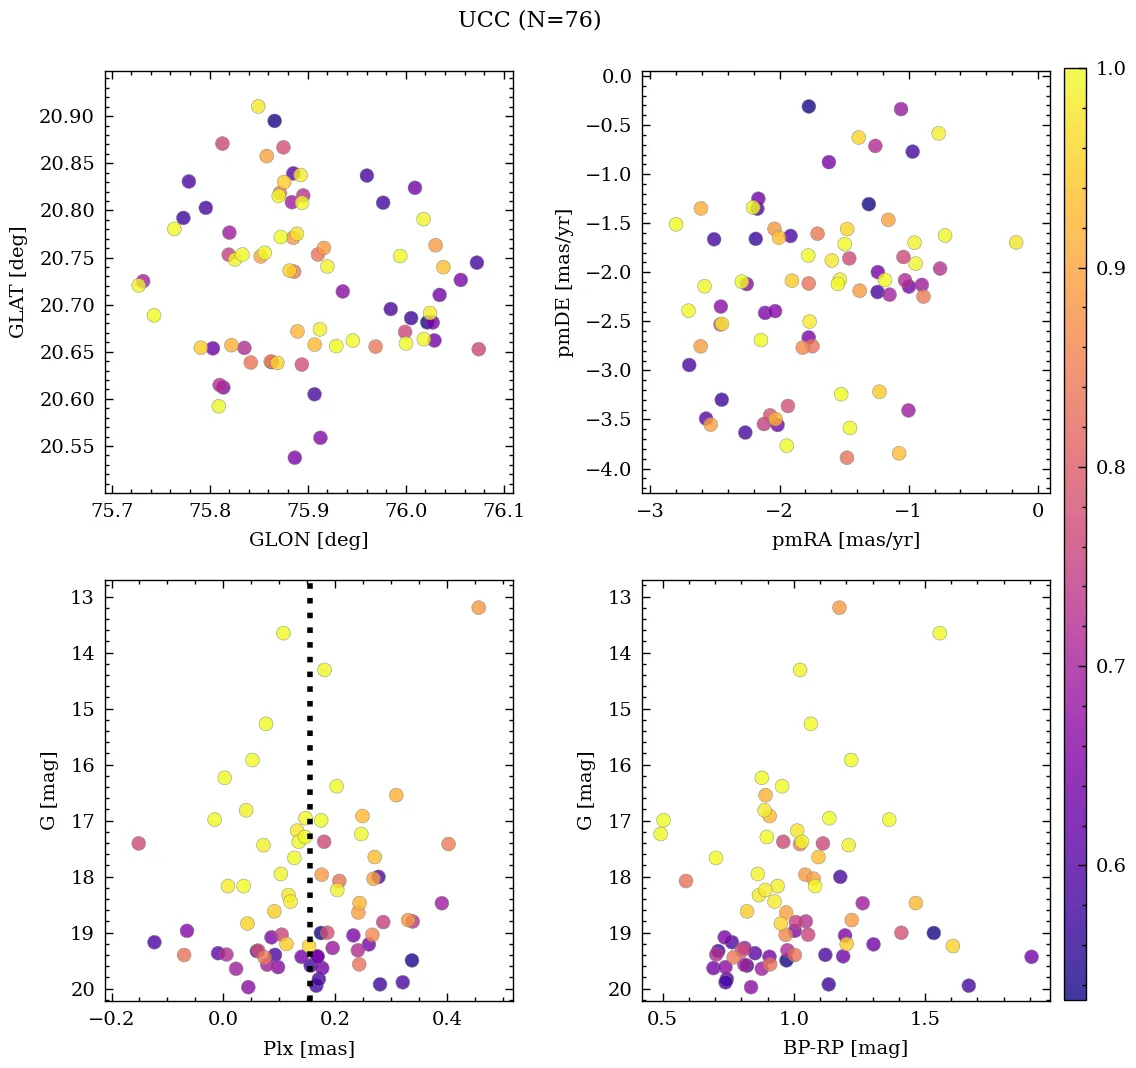 UCC (N=76)
20.90
20.85
20.80
20.75
20.70
20.65
20.60
20.55
GLAT [deg]
75.7 75.8 75.9 76.0 76.1
GLON [deg]
0.0
−0.5
−1.0
−1.5
−2.0
−2.5
−3.0
−3.5
−4.0
pmDE [mas/yr]
−3 −2 −1 0
pmRA [mas/yr]
13
14
15
16
17
18
19
20
G [mag]
−0.2 0.0 0.2 0.4
Plx [mas]
13
14
15
16
17
18
19
20
G [mag]
0.5 1.0 1.5
BP-RP [mag]
1.0
0.9
0.8
0.7
0.6